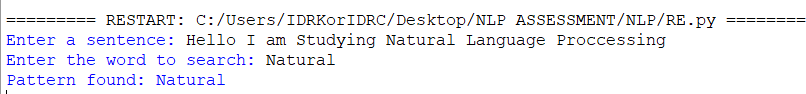 ========= RESTART: C:/Users/IDRKorIDRC/Desktop/NLP ASSESSMENT/NLP/RE.py ========
Enter a sentence: Hello I am Studying Natural Language Proccessing
Enter the word to search: Natural
Pattern found: Natural